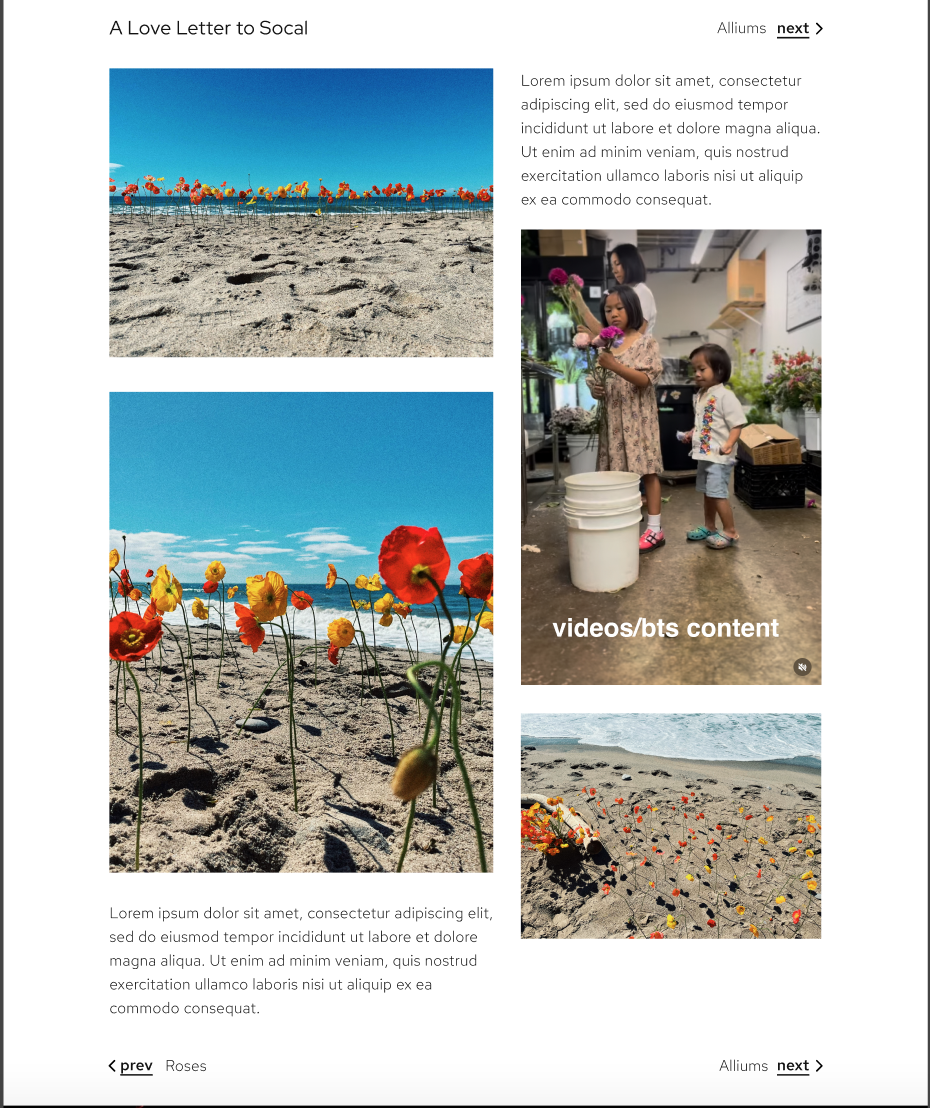 A Love Letter to Socal
Alliums next >
Lorem ipsum dolor sit amet, consectetur
adipiscing elit, sed do eiusmod tempor
incididunt ut labore et dolore magna aliqua.
Ut enim ad minim veniam, quis nostrud
exercitation ullamco laboris nisi ut aliquip
ex ea commodo consequat.
videos/bts content
Lorem ipsum dolor sit amet, consectetur adipiscing elit,
sed do eiusmod tempor incididunt ut labore et dolore
magna aliqua. Ut enim ad minim veniam, quis nostrud
exercitation ullamco laboris nisi ut aliquip ex ea
commodo consequat.
< prev Roses
Alliums next >